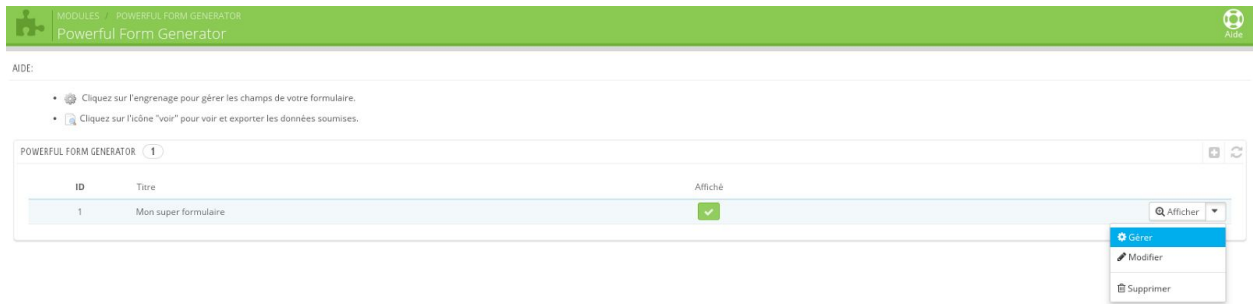 MODULES / POWERFUL FORM GENERATOR
Powerful Form Generator
Aide
AIDE:
• Cliquez sur l'engrenage pour gérer les champs de votre formulaire.
• Cliquez sur l'icône "voir" pour voir et exporter les données soumises.
POWERFUL FORM GENERATOR 1
ID Titre Affiché
1 Mon super formulaire Afficher
Gérer
Modifier
Supprimer